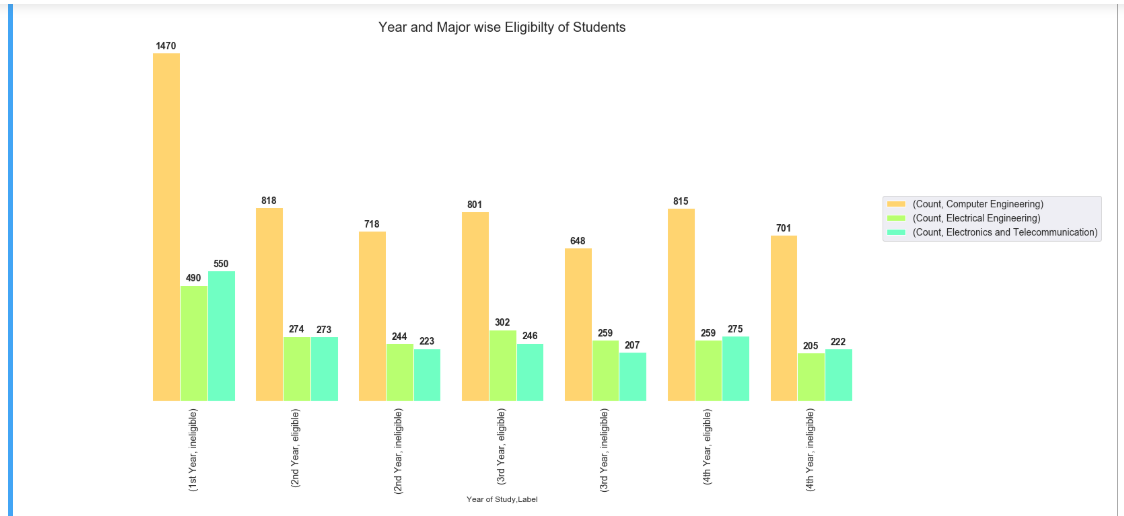 Year and Major wise Eligibilty of Students
1470
490
550
818
274
273
718
244
223
801
302
246
648
259
207
815
259
275
701
205
222
(Count, Computer Engineering)
(Count, Electrical Engineering)
(Count, Electronics and Telecommunication)
(1st Year, ineligible)
(2nd Year, eligible)
(2nd Year, ineligible)
(3rd Year, eligible)
(3rd Year, ineligible)
(4th Year, eligible)
(4th Year, ineligible)
Year of Study,Label